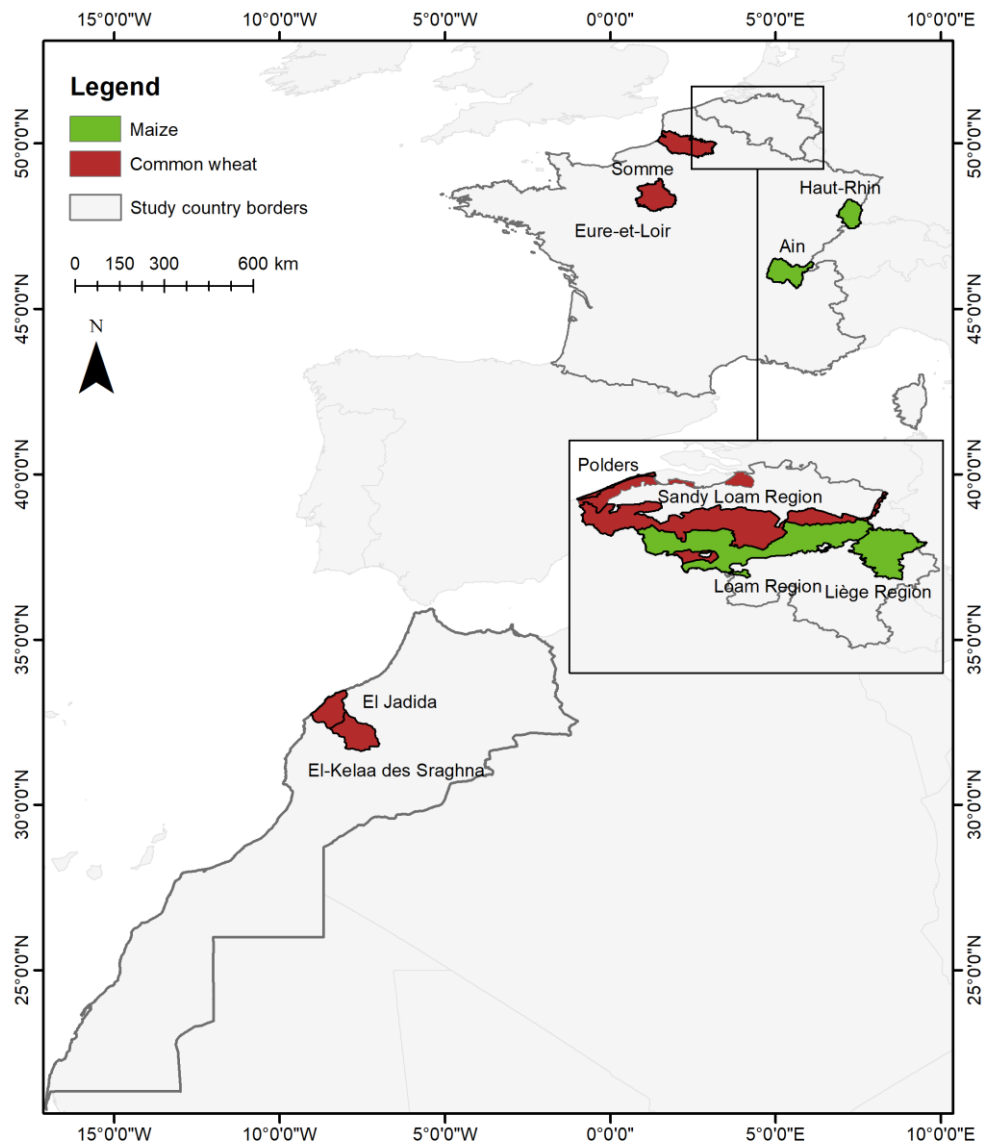 15°0'0"W 10°0'0"W 5°0'0"W 0°0'0"E 5°0'0"E 10°0'0"E
Legend
Maize
Common wheat
Study country borders
0 150 300 600 km
N
50°0'0"N
45°0'0"N
40°0'0"N
35°0'0"N
30°0'0"N
25°0'0"N
Somme
Haut-Rhin
Eure-et-Loir
Ain
Polders
Sandy Loam Region
Loam Region
Liège Region
El Jadida
El-Kelaa des Sraghna
50°0'0"N
45°0'0"N
40°0'0"N
35°0'0"N
30°0'0"N
25°0'0"N
15°0'0"W 10°0'0"W 5°0'0"W 0°0'0"E 5°0'0"E 10°0'0"E